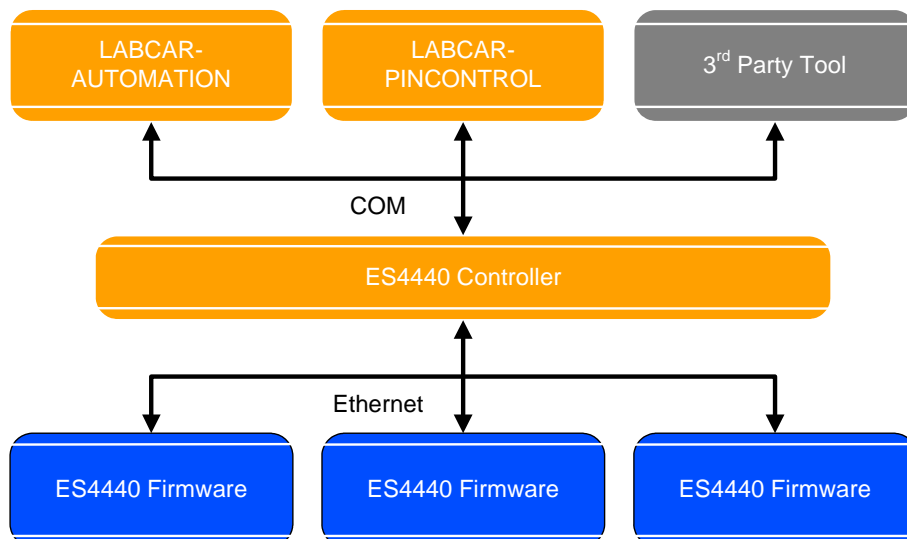 LABCAR-
AUTOMATION
LABCAR-
PINCONTROL
3rd Party Tool
COM
ES4440 Controller
Ethernet
ES4440 Firmware
ES4440 Firmware
ES4440 Firmware